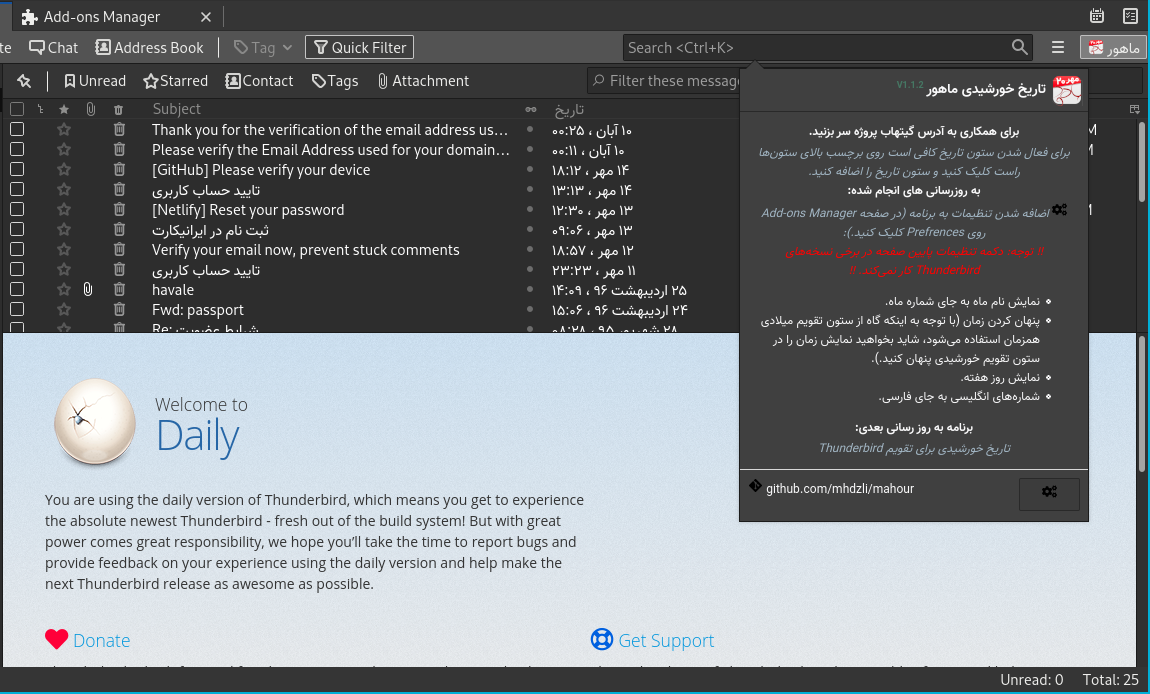 Add-ons Manager
te Chat Address Book Tag Quick Filter Search <Ctrl+K> ماهور
Unread Starred Contact Tags Attachment Filter these messag
Subject تاریخ
Thank you for the verification of the email address us… ۱۰ آبان ، ۰۰:۲۵
Please verify the Email Address used for your domain… ۱۰ آبان ، ۰۰:۱۱
[GitHub] Please verify your device ۱۴ مهر ، ۱۸:۱۲
تایید حساب کاربری ۱۴ مهر ، ۱۳:۱۳
[Netlify] Reset your password ۱۳ مهر ، ۱۲:۳۰
ثبت نام در ایرانیکارت ۱۳ مهر ، ۰۹:۰۶
Verify your email now, prevent stuck comments ۱۲ مهر ، ۱۸:۵۷
تایید حساب کاربری ۱۱ مهر ، ۲۳:۲۳
havale ۲۵ اردیبهشت ۹۶ ، ۱۴:۰۹
Fwd: passport ۲۴ اردیبهشت ۹۶ ، ۱۵:۰۶
Re: شرایط عضویت ۲۸ شهریور ۹۵ ، ۰۸:۲۸
مهر ۲۰
تاریخ خورشیدی ماهور V1.1.2
برای همکاری به آدرس گیتهاب پروژه سر بزنید.
برای فعال شدن ستون تاریخ کافی است روی برچسب بالای ستون‌ها
راست کلیک کنید و ستون تاریخ را اضافه کنید.
به روزرسانی های انجام شده:
اضافه شدن تنظیمات به برنامه (در صفحه Add-ons Manager
روی Prefrences کلیک کنید.):
!! توجه: دکمه تنظیمات پایین صفحه در برخی نسخه‌های
Thunderbird کار نمی‌کند. !!
نمایش نام ماه به جای شماره ماه.
پنهان کردن زمان (با توجه به اینکه گاه از ستون تقویم میلادی
همزمان استفاده می‌شود، شاید بخواهید نمایش زمان را در
ستون تقویم خورشیدی پنهان کنید.).
نمایش روز هفته.
شماره‌های انگلیسی به جای فارسی.
برنامه به روز رسانی بعدی:
تاریخ خورشیدی برای تقویم Thunderbird
github.com/mhdzli/mahour
Welcome to
Daily
You are using the daily version of Thunderbird, which means you get to experience
the absolute newest Thunderbird - fresh out of the build system! But with great
power comes great responsibility, we hope you’ll take the time to report bugs and
provide feedback on your experience using the daily version and help make the
next Thunderbird release as awesome as possible.
Donate Get Support
Unread: 0 Total: 25